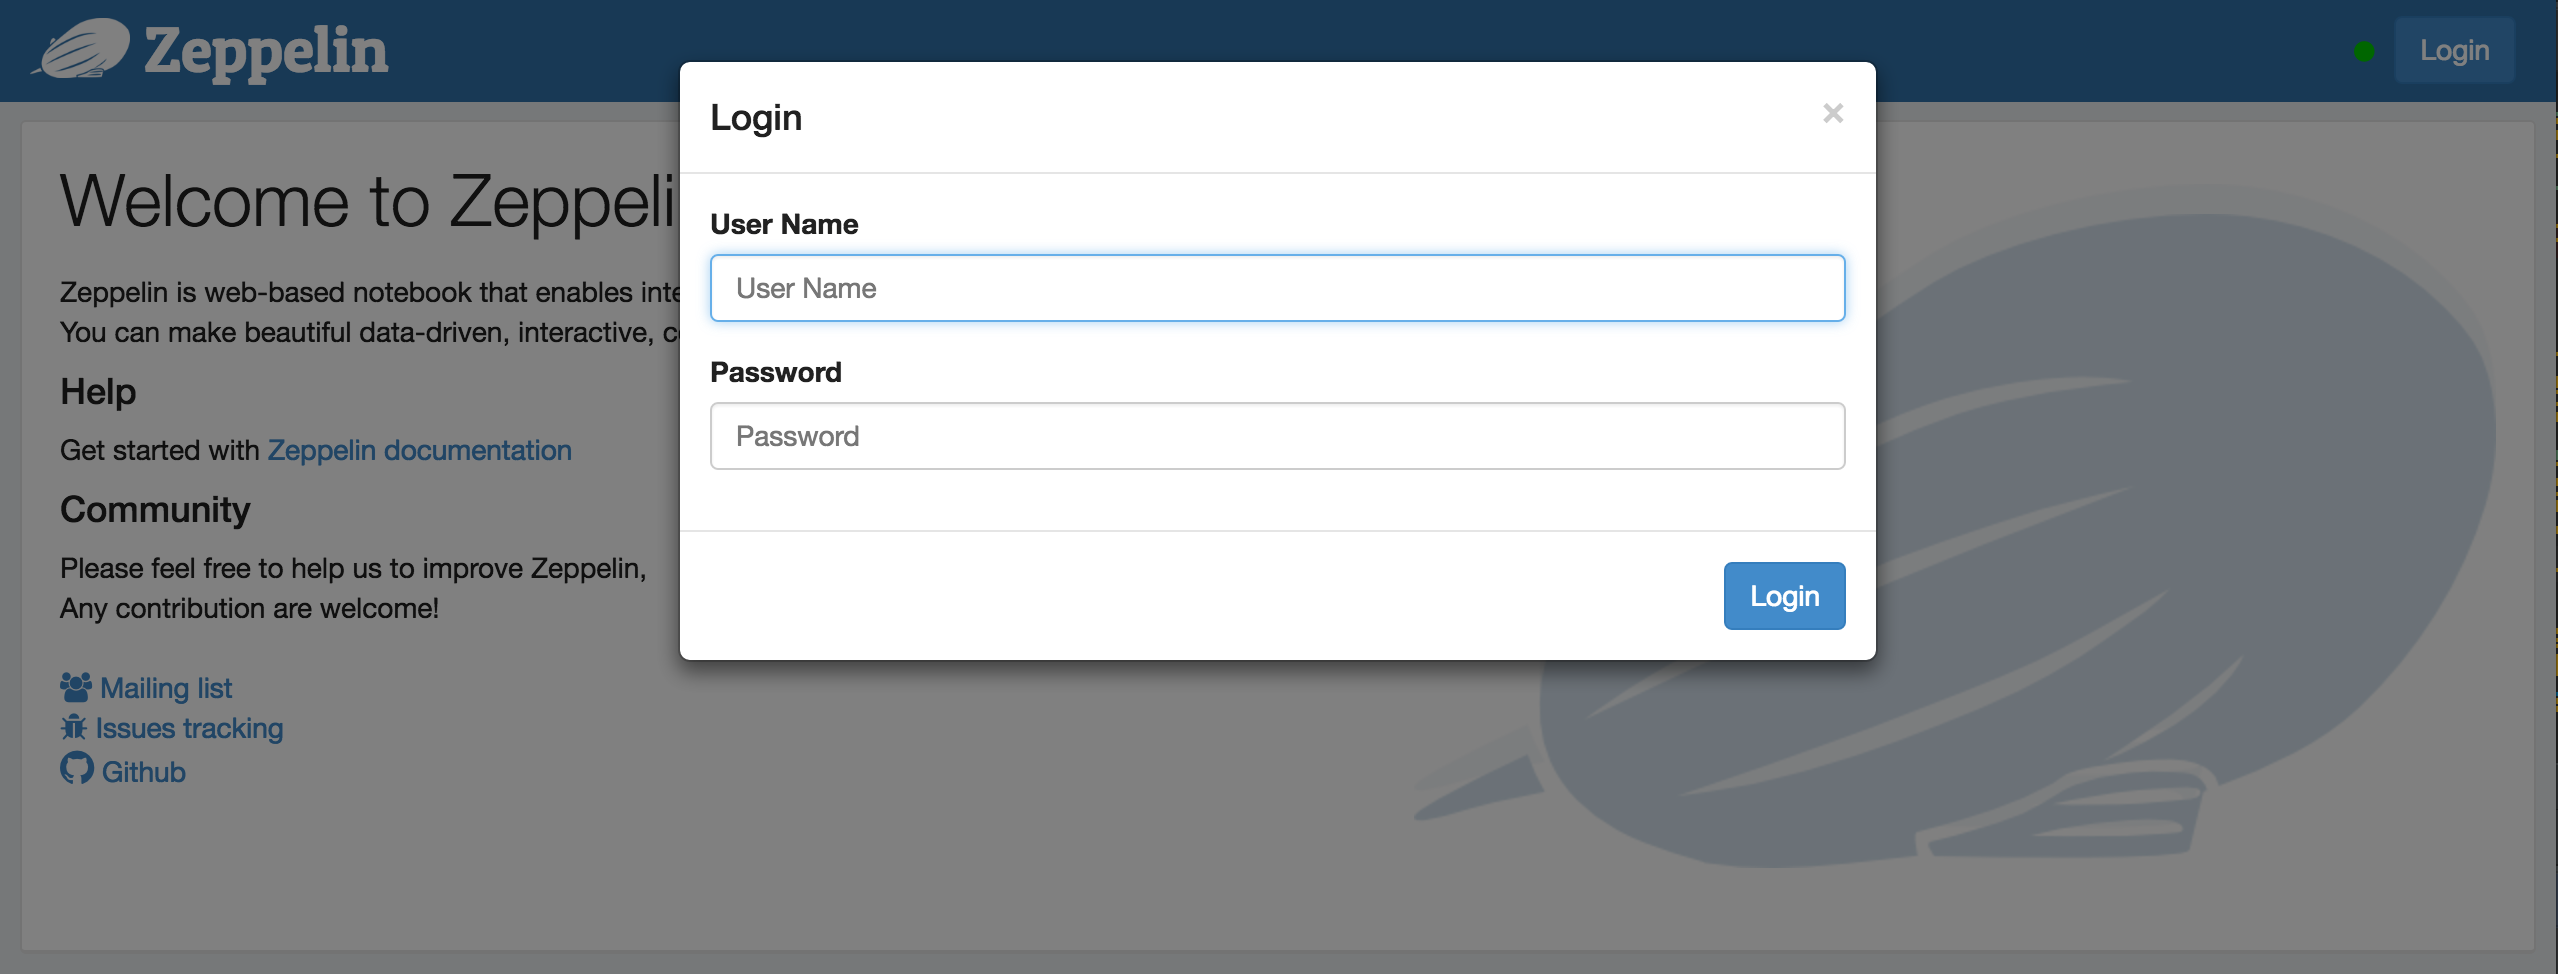 Zeppelin
Login
Login
×
User Name
User Name
Password
Password
Login
Welcome to Zeppeli
Zeppelin is web-based notebook that enables inte
You can make beautiful data-driven, interactive, c
Help
Get started with Zeppelin documentation
Community
Please feel free to help us to improve Zeppelin,
Any contribution are welcome!
Mailing list
Issues tracking
Github